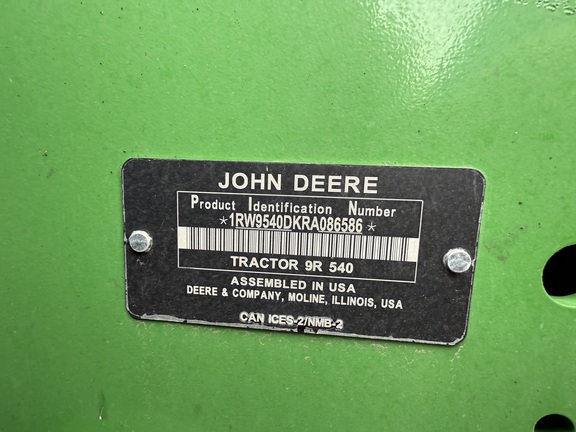 JOHN DEERE
Product Identification Number
*1RW9540DKRA086586*
TRACTOR 9R 540
ASSEMBLED IN USA
DEERE & COMPANY, MOLINE, ILLINOIS, USA
CAN ICES-2/NMB-2